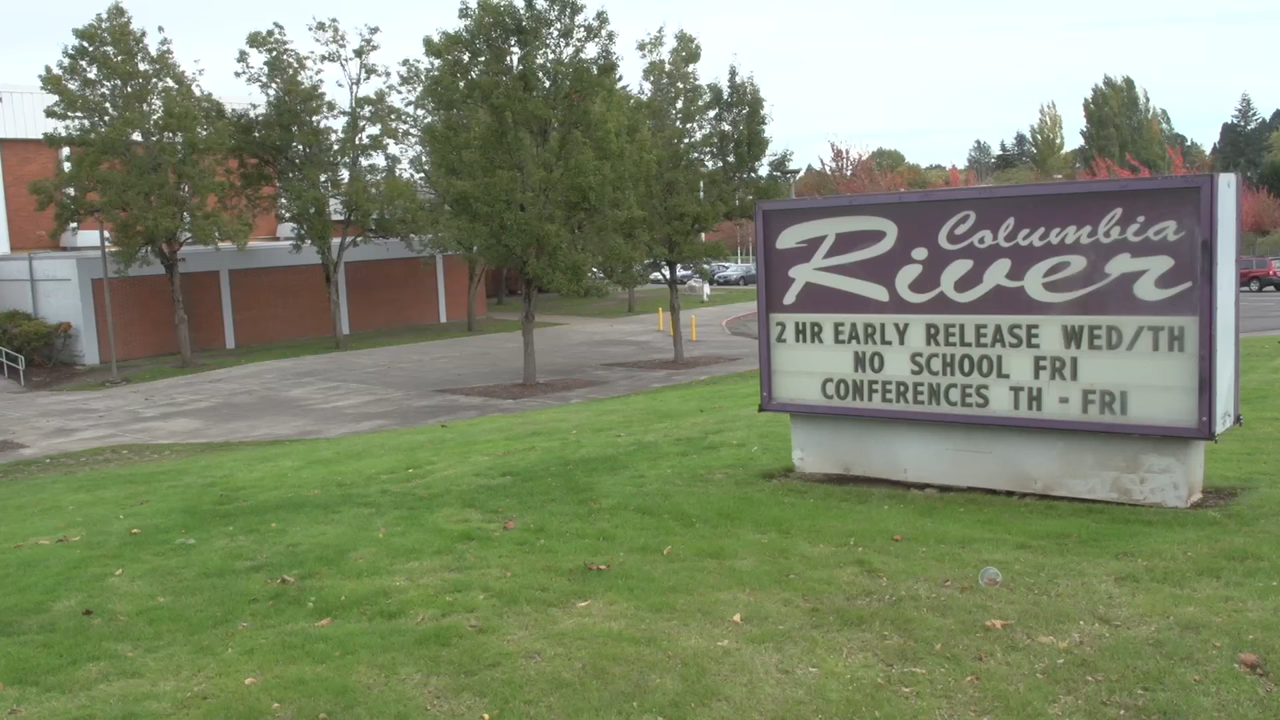 Columbia
River
2 HR EARLY RELEASE WED/TH
NO SCHOOL FRI
CONFERENCES TH - FRI